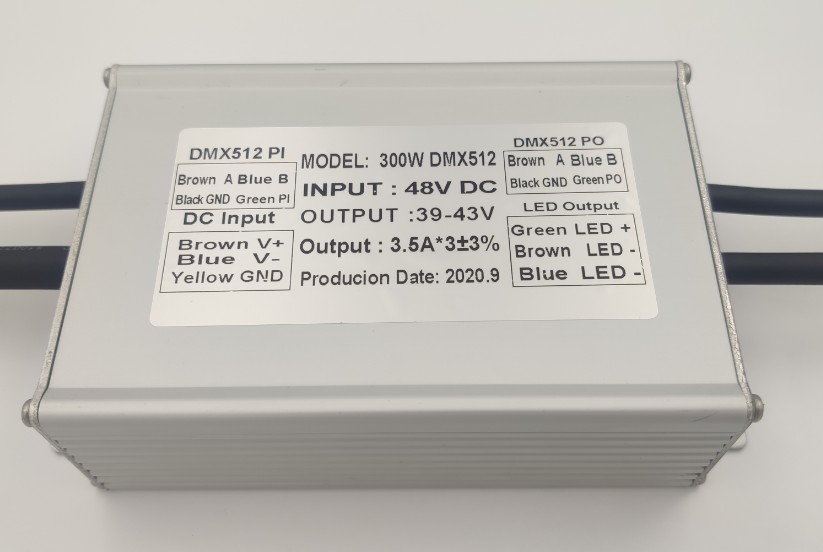 DMX512 PI
Brown A Blue B
Black GND Green PI
DC Input
Brown V+
Blue V-
Yellow GND
MODEL: 300W DMX512
INPUT : 48V DC
OUTPUT :39-43V
Output : 3.5A*3±3%
Producion Date: 2020.9
DMX512 PO
Brown A Blue B
Black GND Green PO
LED Output
Green LED +
Brown LED -
Blue LED -